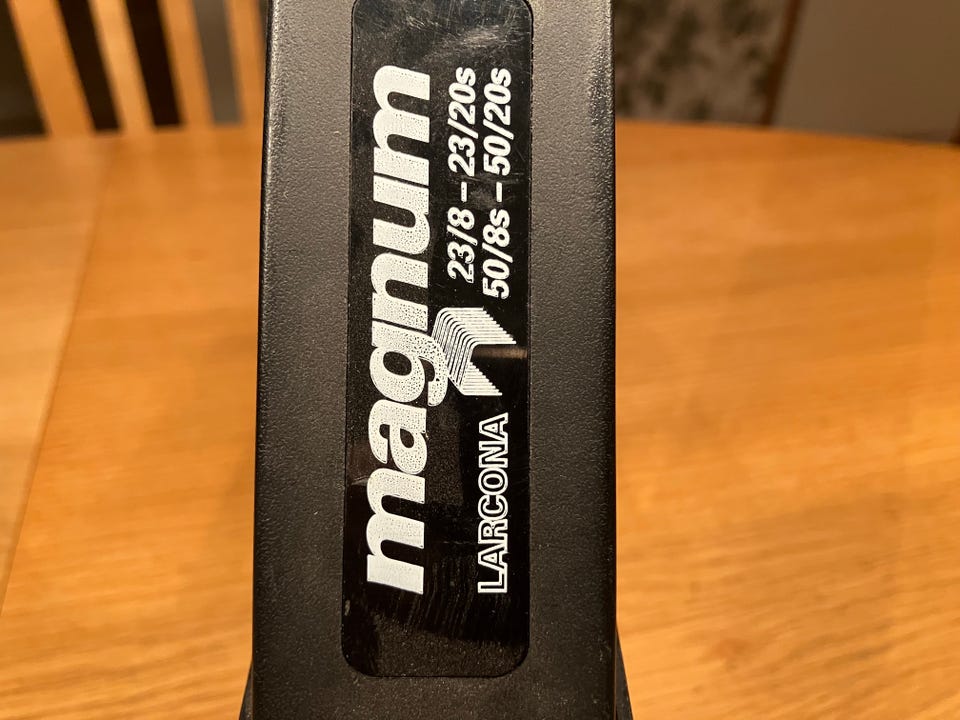 magnum
LARCONA
23/8 – 23/20s
50/8s – 50/20s